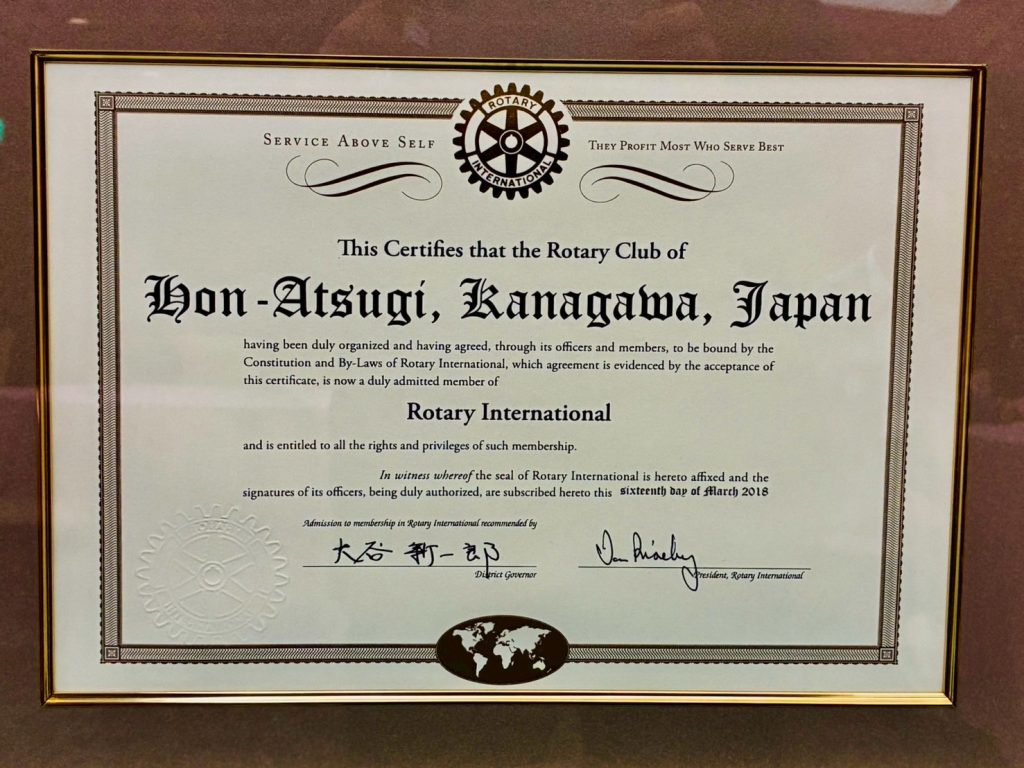 SERVICE ABOVE SELF
ROTARY INTERNATIONAL
THEY PROFIT MOST WHO SERVE BEST
This Certifies that the Rotary Club of
Hon-Atsugi, Kanagawa, Japan
having been duly organized and having agreed, through its officers and members, to be bound by the
Constitution and By-Laws of Rotary International, which agreement is evidenced by the acceptance of
this certificate, is now a duly admitted member of
Rotary International
and is entitled to all the rights and privileges of such membership.
In witness whereof the seal of Rotary International is hereto affixed and the
signatures of its officers, being duly authorized, are subscribed hereto this sixteenth day of March 2018
Admission to membership in Rotary International recommended by
大谷 新一郎
District Governor
President, Rotary International